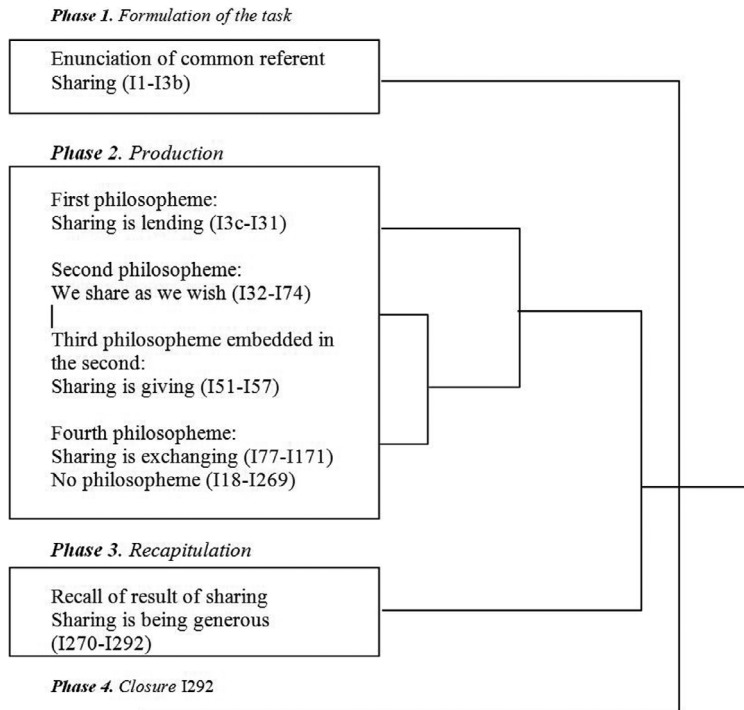 Phase 1. Formulation of the task
Enunciation of common referent
Sharing (I1-I3b)
Phase 2. Production
First philosopheme:
Sharing is lending (I3c-I31)
Second philosopheme:
We share as we wish (I32-I74)
Third philosopheme embedded in
the second:
Sharing is giving (I51-I57)
Fourth philosopheme:
Sharing is exchanging (I77-I171)
No philosopheme (I18-I269)
Phase 3. Recapitulation
Recall of result of sharing
Sharing is being generous
(I270-I292)
Phase 4. Closure I292